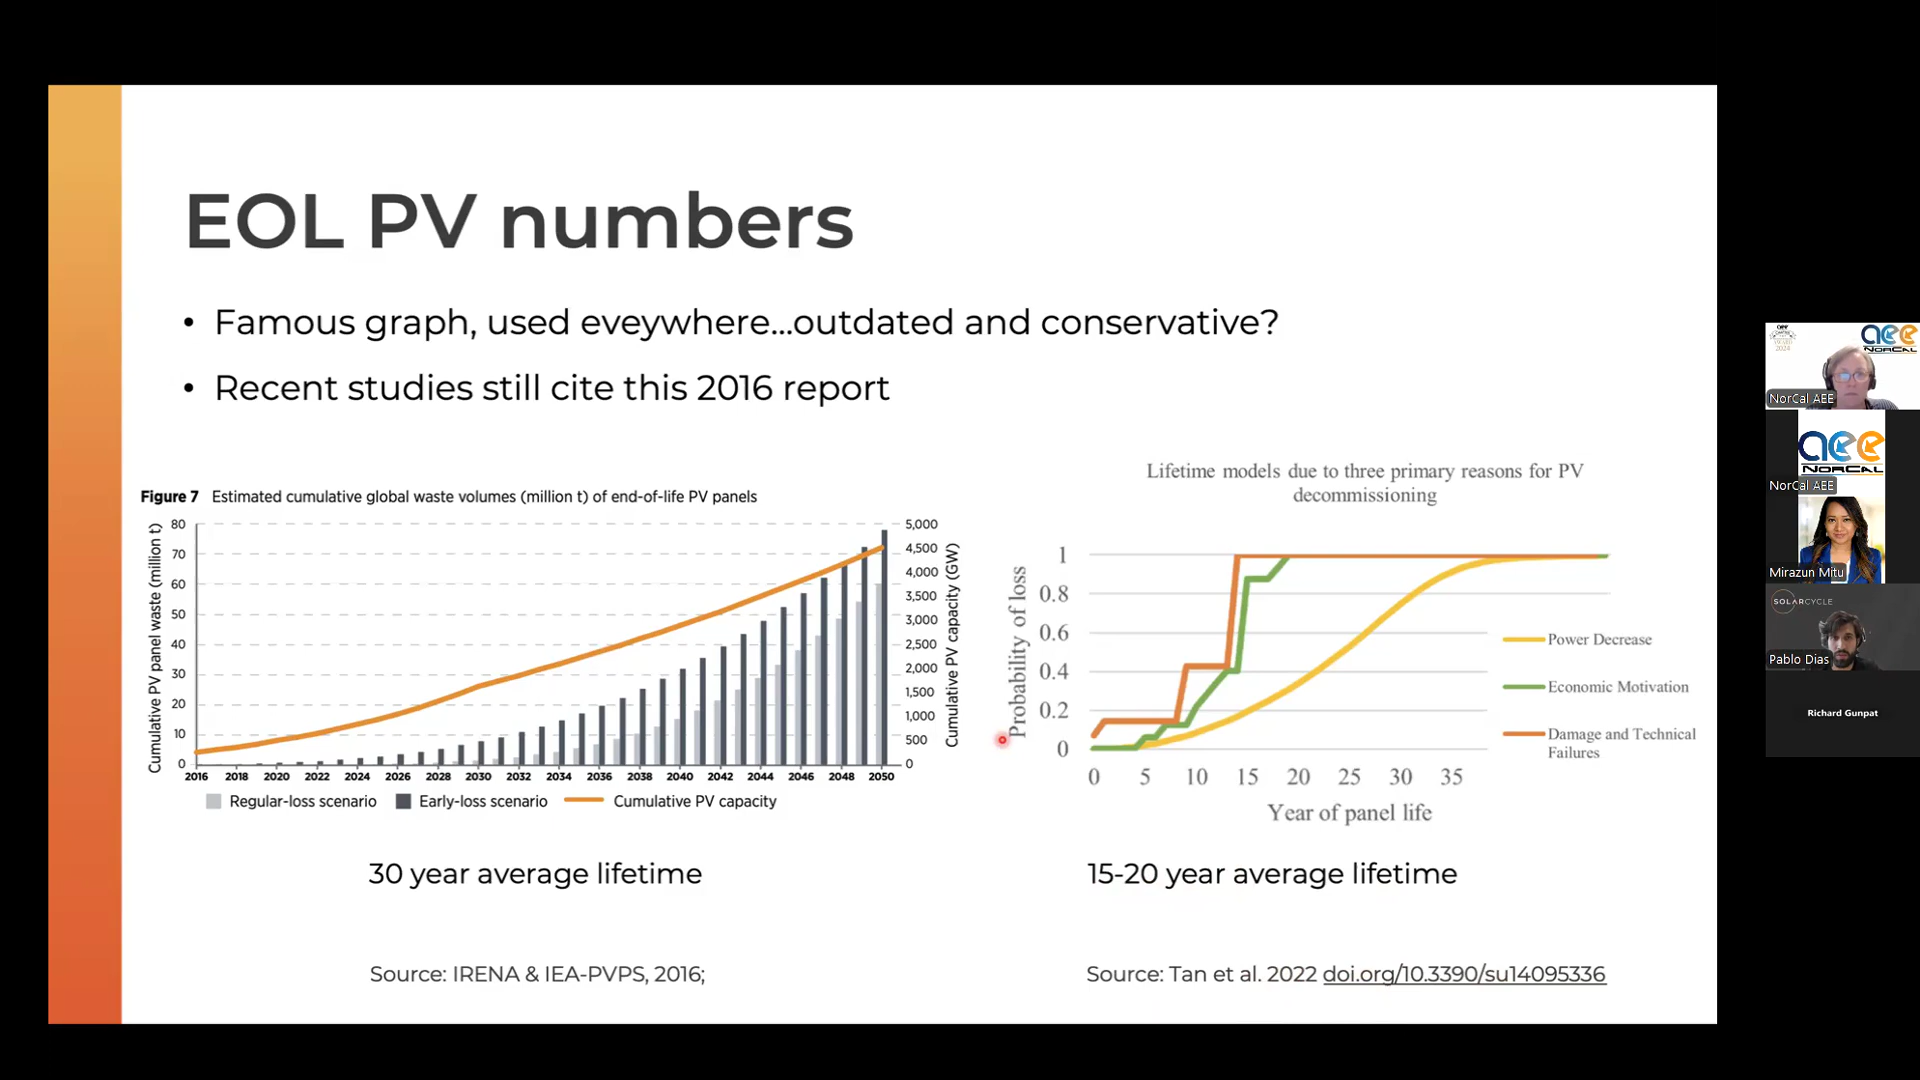 EOL PV numbers
• Famous graph, used eveywhere...outdated and conservative?
• Recent studies still cite this 2016 report
Figure 7 Estimated cumulative global waste volumes (million t) of end-of-life PV panels
Cumulative PV panel waste (million t)
80
70
60
50
40
30
20
10
0
5,000
4,500
4,000
3,500
3,000
2,500
2,000
1,500
1,000
500
0
Cumulative PV capacity (GW)
2016 2018 2020 2022 2024 2026 2028 2030 2032 2034 2036 2038 2040 2042 2044 2046 2048 2050
Regular-loss scenario Early-loss scenario Cumulative PV capacity
30 year average lifetime
Source: IRENA & IEA-PVPS, 2016;
Lifetime models due to three primary reasons for PV
decommissioning
Probability of loss
1
0.8
0.6
0.4
0.2
0
0 5 10 15 20 25 30 35
Year of panel life
Power Decrease
Economic Motivation
Damage and Technical
Failures
15-20 year average lifetime
Source: Tan et al. 2022 doi.org/10.3390/su14095336
aee
NORCAL
2024
NorCal AEE
aee
NORCAL
NorCal AEE
Mirazun Mitu
SOLARCYCLE
Pablo Dias
Richard Gunpat